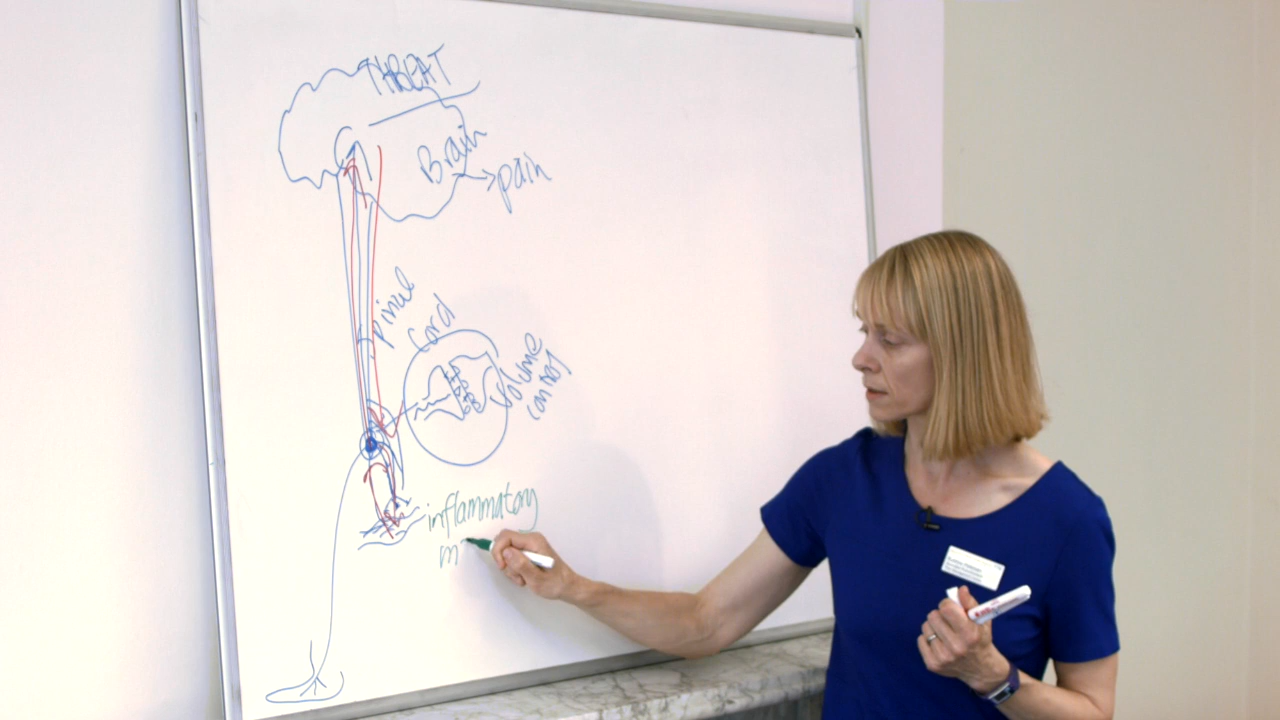 THREAT
Brain
pain
Spinal
Cord
Volume
control
inflammatory
m